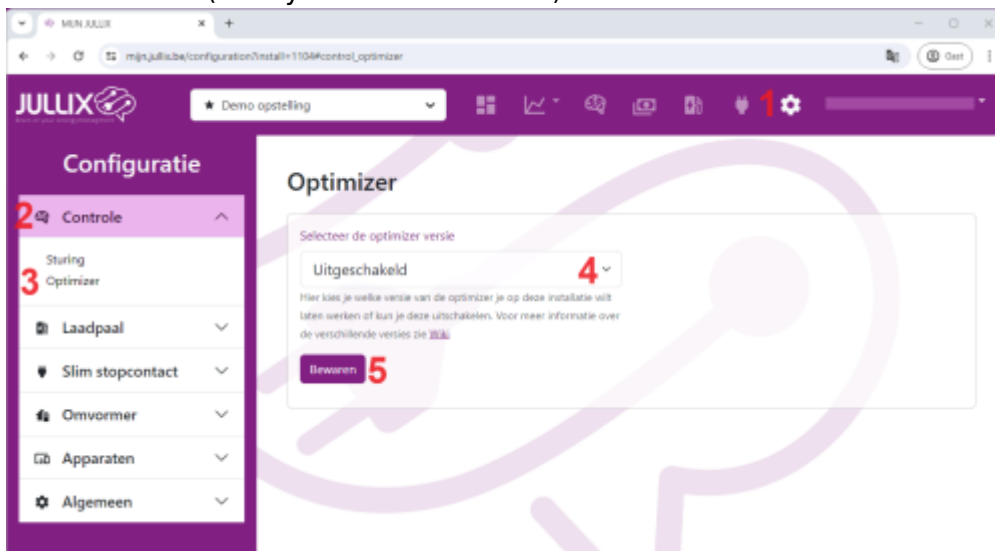 MIJN JULLIX
mijn.jullix.be/configuration?install=1104#control_optimizer
Gast
JULLIX
Demo opstelling
1
Configuratie
Optimizer
2 Controle
Selecteer de optimizer versie
Sturing
3 Optimizer
Uitgeschakeld 4
Hier kies je welke versie van de optimizer je op deze installatie wilt
laten werken of kun je deze uitschakelen. Voor meer informatie over
de verschillende versies zie Wiki
Bewaren 5
Laadpaal
Slim stopcontact
Omvormer
Apparaten
Algemeen